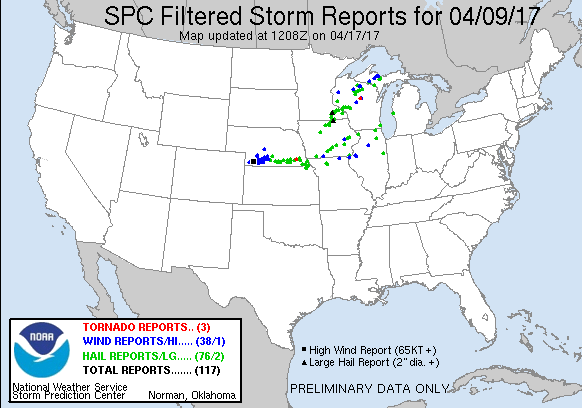 SPC Filtered Storm Reports for 04/09/17
Map updated at 1208Z on 04/17/17
NOAA
TORNADO REPORTS.. (3)
WIND REPORTS/HI..... (38/1)
HAIL REPORTS/LG..... (76/2)
TOTAL REPORTS....... (117)
National Weather Service
Storm Prediction Center Norman, Oklahoma
High Wind Report (65KT +)
Large Hail Report (2" dia. +)
PRELIMINARY DATA ONLY